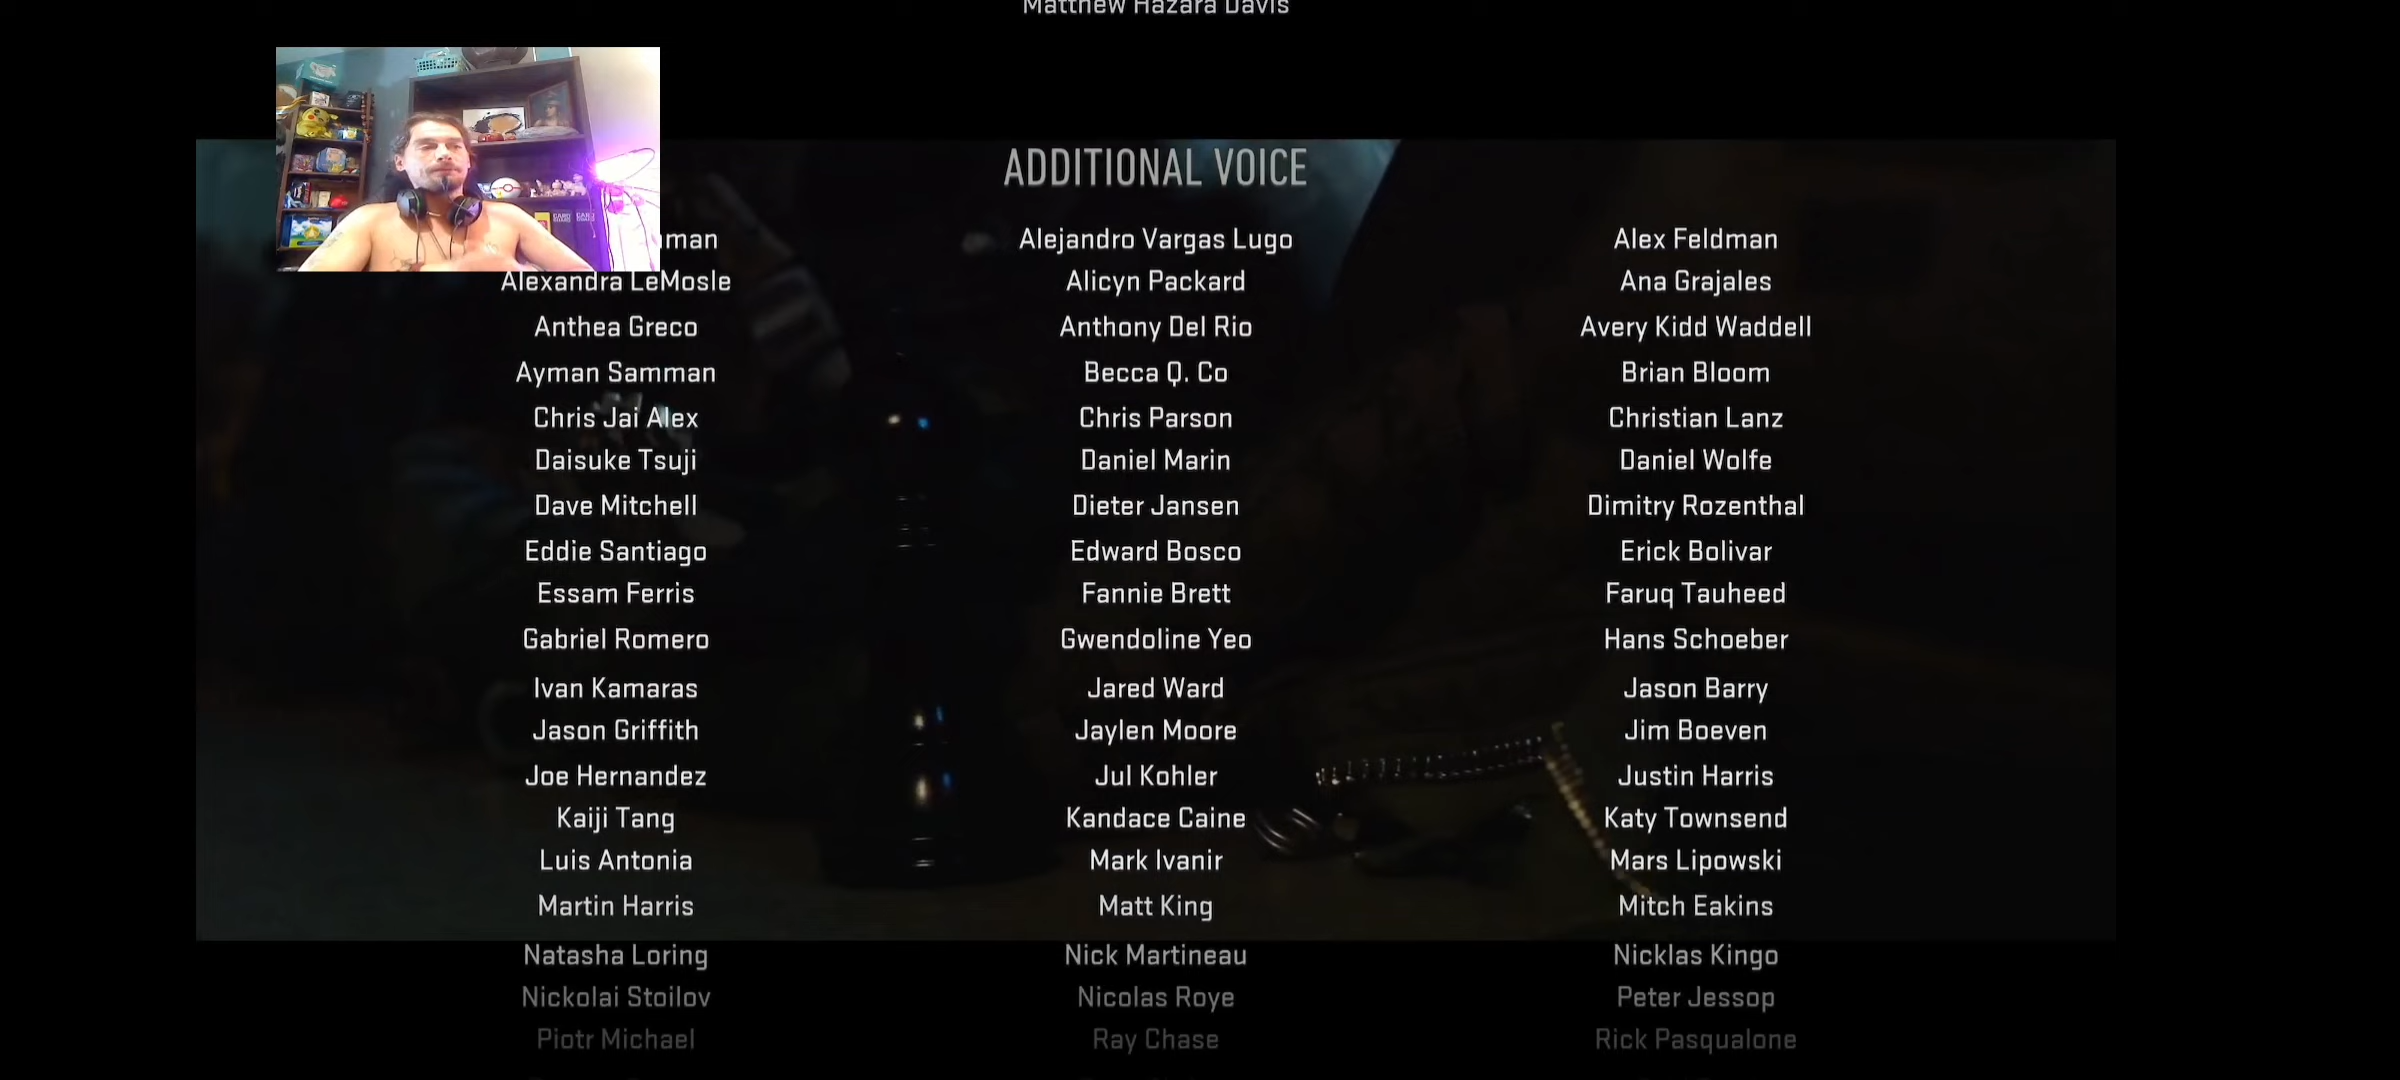 Matthew Hazara Davis
ADDITIONAL VOICE
Alejandro Vargas Lugo Alex Feldman
Alexandra LeMosle Alicyn Packard Ana Grajales
Anthea Greco Anthony Del Rio Avery Kidd Waddell
Ayman Samman Becca Q. Co Brian Bloom
Chris Jai Alex Chris Parson Christian Lanz
Daisuke Tsuji Daniel Marin Daniel Wolfe
Dave Mitchell Dieter Jansen Dimitry Rozenthal
Eddie Santiago Edward Bosco Erick Bolivar
Essam Ferris Fannie Brett Faruq Tauheed
Gabriel Romero Gwendoline Yeo Hans Schoeber
Ivan Kamaras Jared Ward Jason Barry
Jason Griffith Jaylen Moore Jim Boeven
Joe Hernandez Jul Kohler Justin Harris
Kaiji Tang Kandace Caine Katy Townsend
Luis Antonia Mark Ivanir Mars Lipowski
Martin Harris Matt King Mitch Eakins
Natasha Loring Nick Martineau Nicklas Kingo
Nickolai Stoilov Nicolas Roye Peter Jessop
Piotr Michael Ray Chase Rick Pasqualone